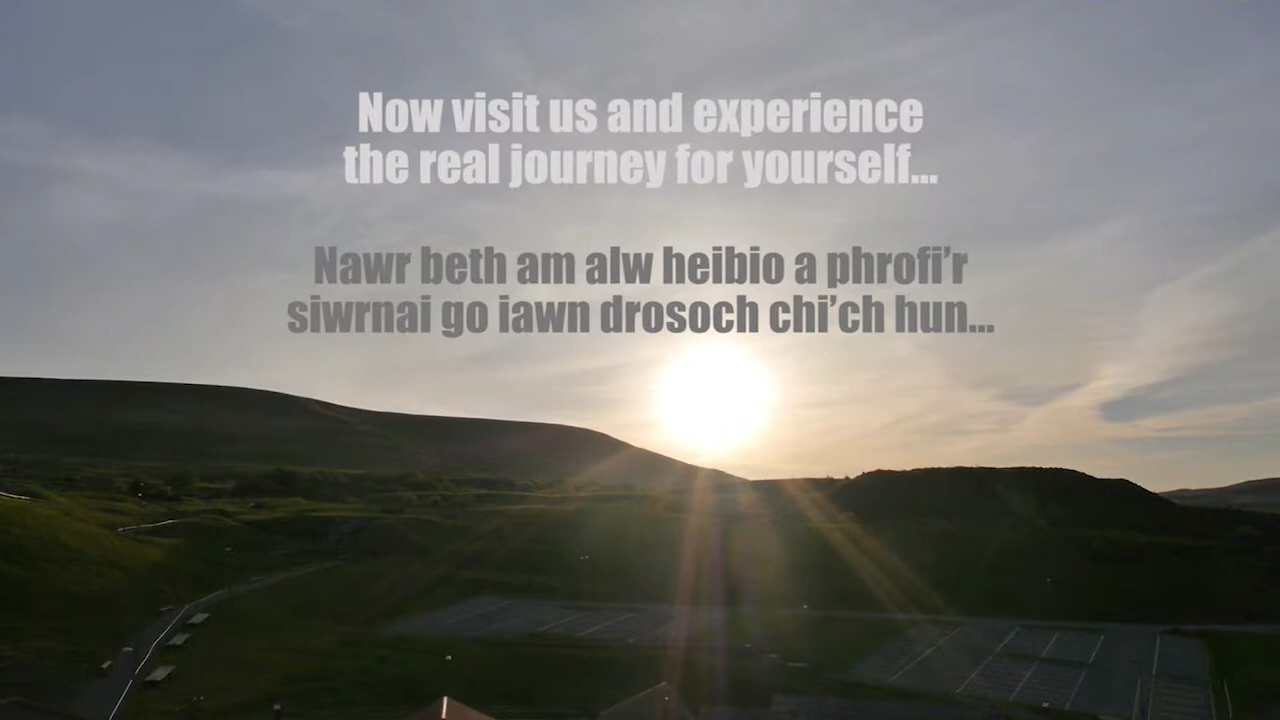 Now visit us and experience
the real journey for yourself...
Nawr beth am alw heibio a phrofi’r
siwrnai go iawn drosoch chi’ch hun...